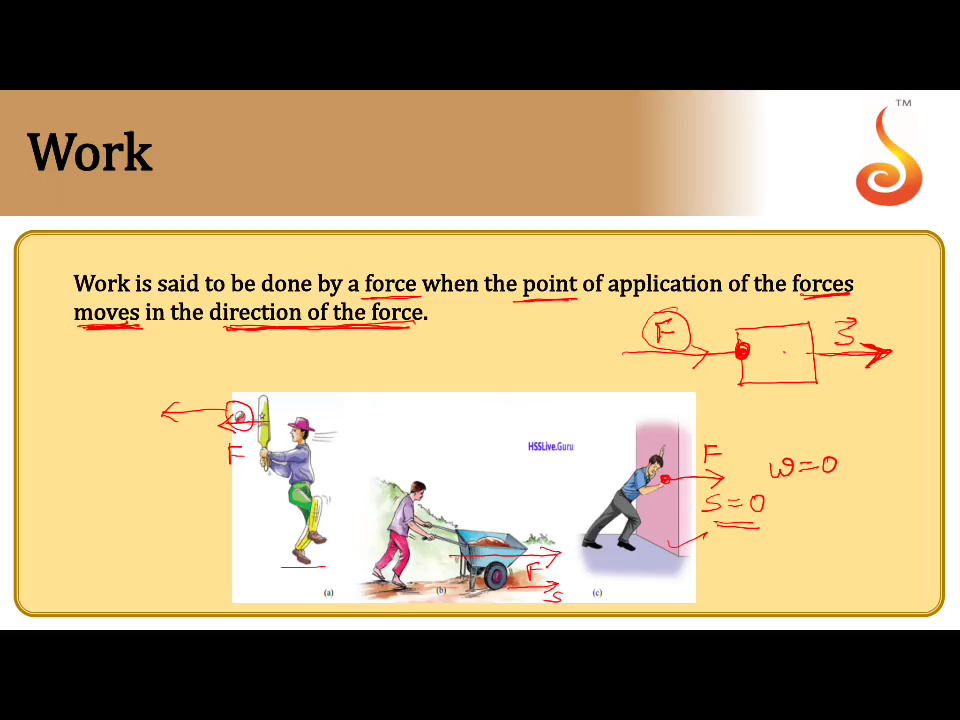 TM
Work
Work is said to be done by a force when the point of application of the forces
moves in the direction of the force.
F
S
F
HSSLive.Guru
F
S = 0
W = 0
F
S
(a)
(b)
(c)